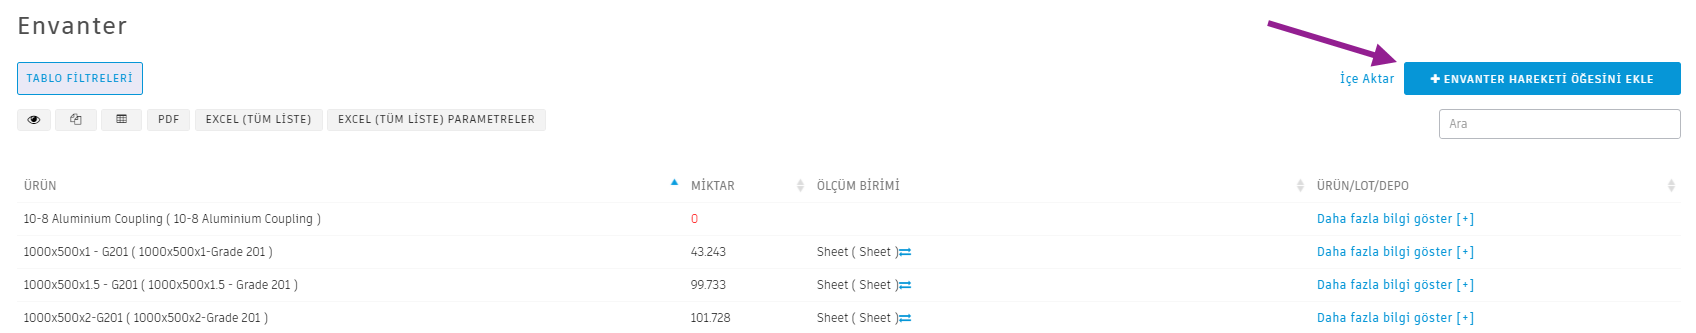 Envanter
TABLO FİLTRELERİ
İçe Aktar
ENVANTER HAREKETİ ÖĞESİNİ EKLE
PDF EXCEL (TÜM LİSTE) EXCEL (TÜM LİSTE) PARAMETRELER
Ara
ÜRÜN MİKTAR ÖLÇÜM BİRİMİ ÜRÜN/LOT/DEPO
10-8 Aluminium Coupling ( 10-8 Aluminium Coupling ) 0 Daha fazla bilgi göster [+]
1000x500x1 - G201 ( 1000x500x1-Grade 201 ) 43.243 Sheet ( Sheet ) Daha fazla bilgi göster [+]
1000x500x1.5 - G201 ( 1000x500x1.5 - Grade 201 ) 99.733 Sheet ( Sheet ) Daha fazla bilgi göster [+]
1000x500x2-G201 ( 1000x500x2-Grade 201 ) 101.728 Sheet ( Sheet ) Daha fazla bilgi göster [+]